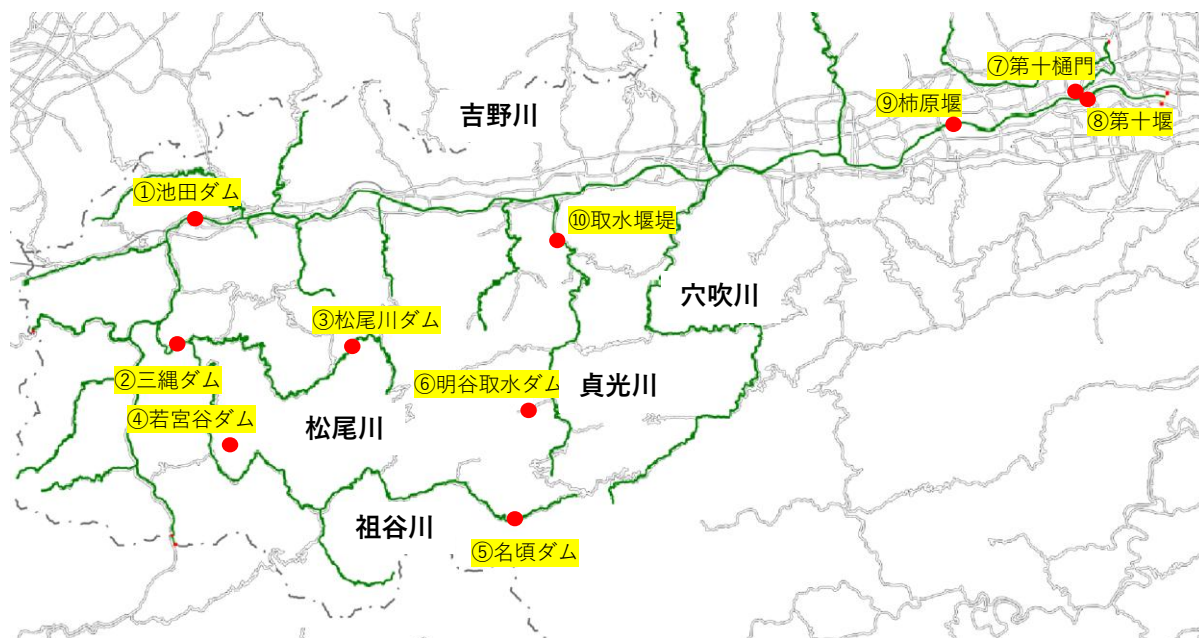 ⑦第十樋門
吉野川
⑨柿原堰
⑧第十堰
①池田ダム
⑩取水堰堤
穴吹川
③松尾川ダム
②三縄ダム
⑥明谷取水ダム
貞光川
④若宮谷ダム
松尾川
祖谷川
⑤名頃ダム